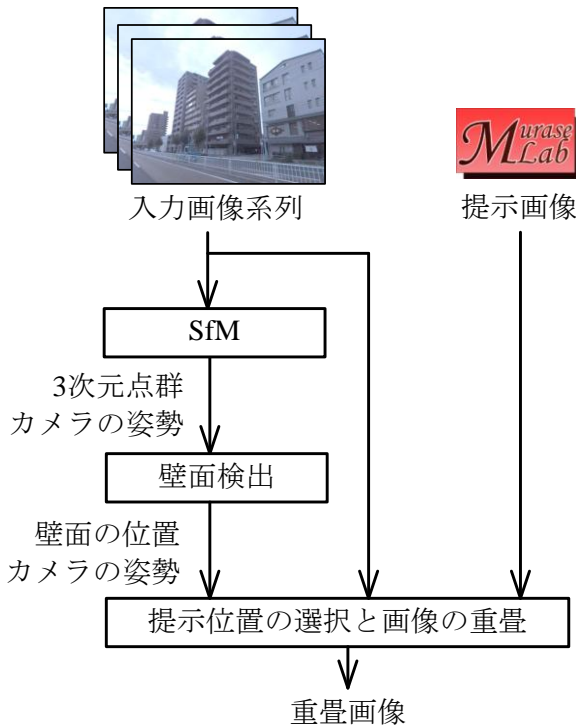 Murase
Lab
入力画像系列
提示画像
SfM
3次元点群
カメラの姿勢
壁面検出
壁面の位置
カメラの姿勢
提示位置の選択と画像の重畳
重畳画像